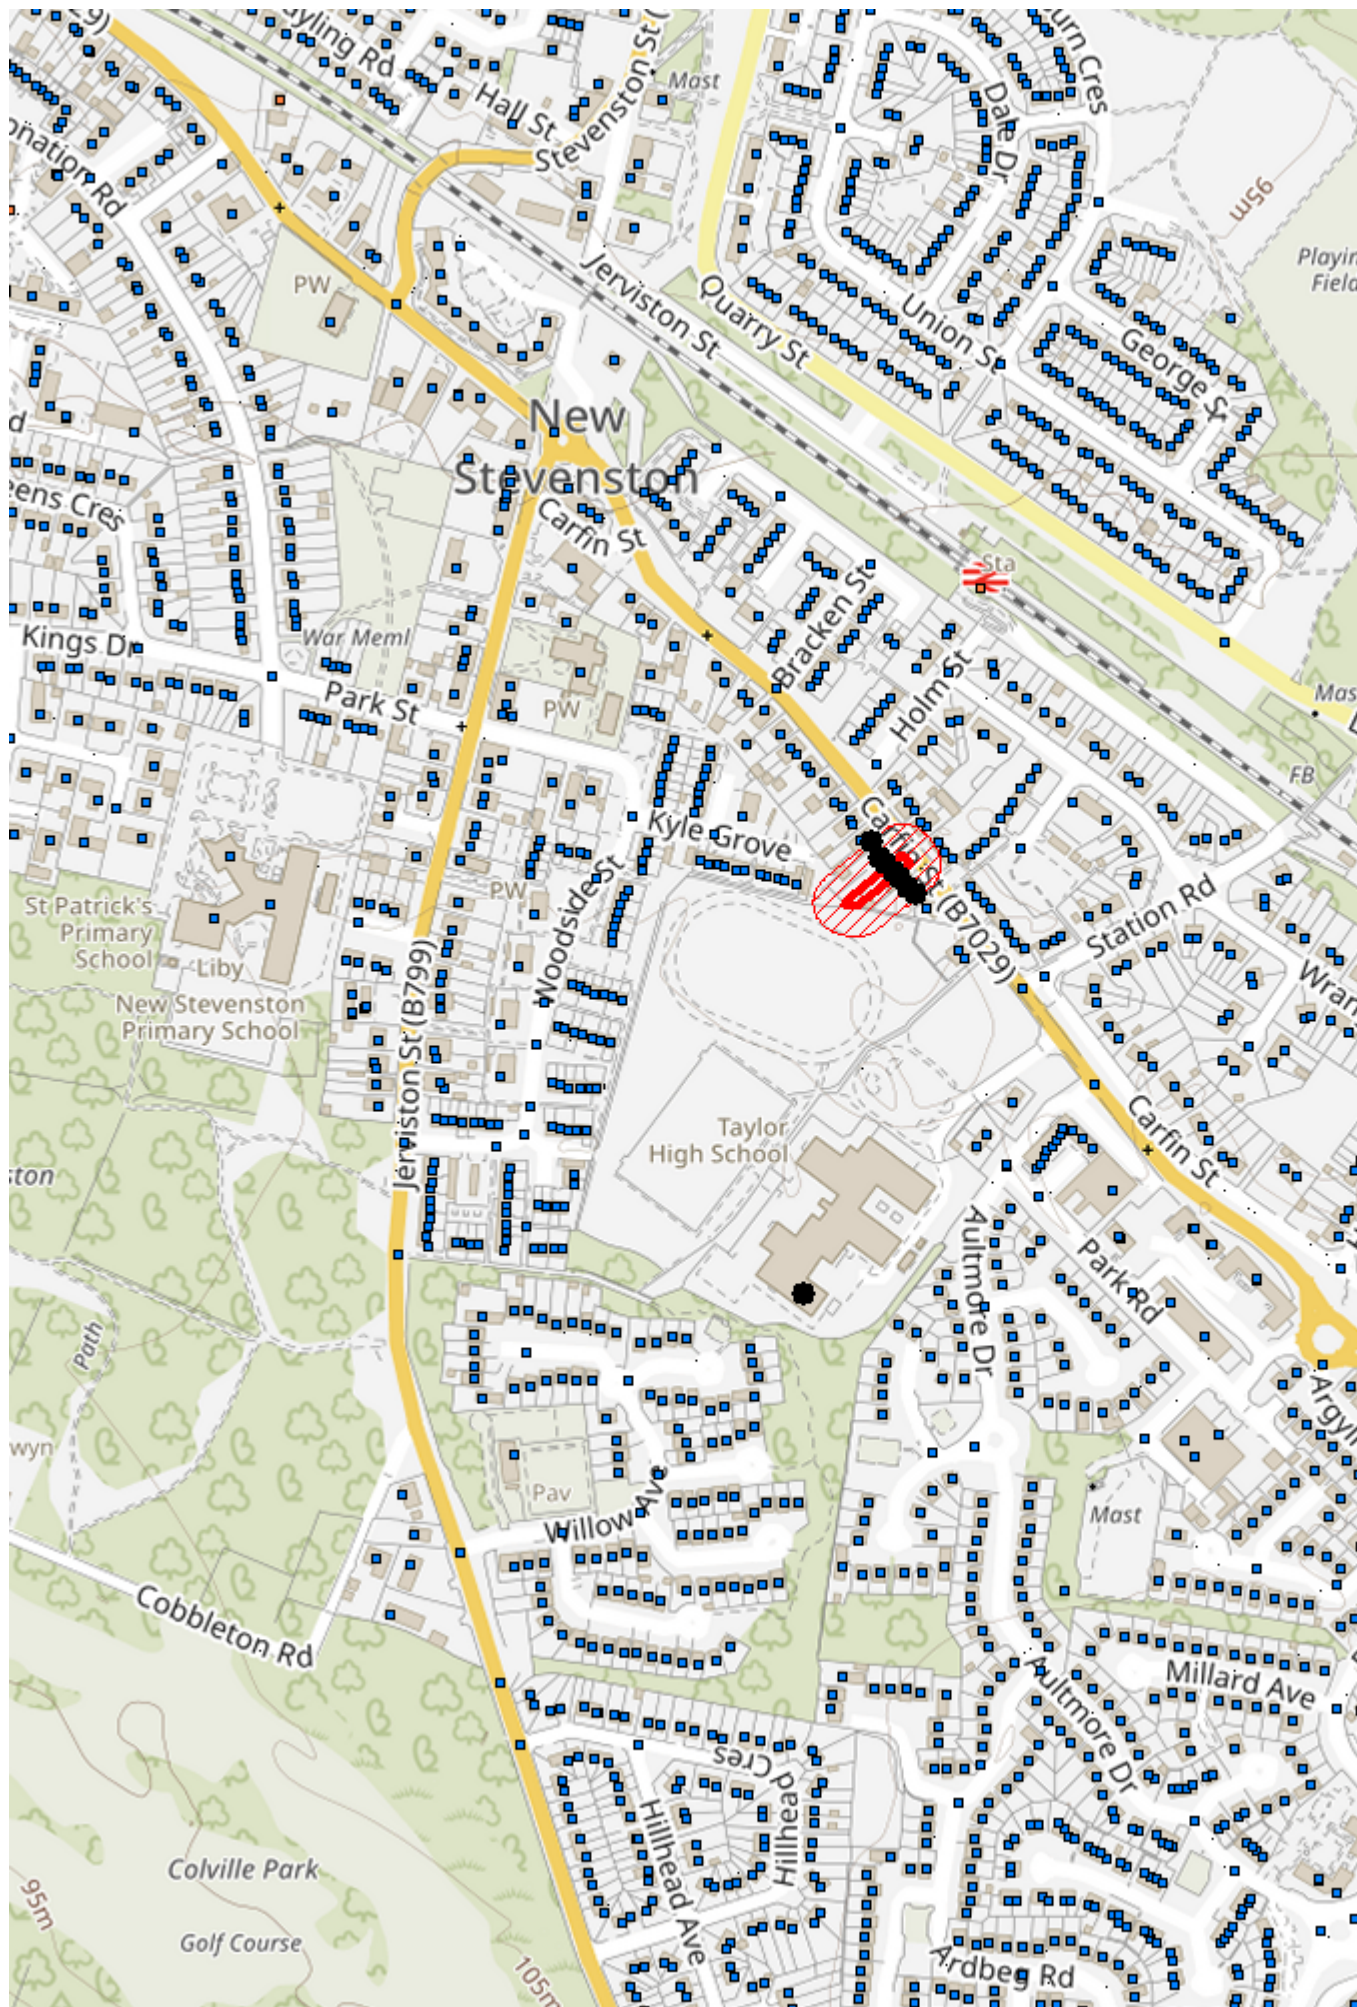 Hall St
Stevenston St
Mast
Dale Dr
95m
PW
Jerviston St
Quarry St
Union St
George St
New
Stevenston
Carfin St
Sta
Kings Dr
War Meml
Park St
PW
Bracken St
Holm St
FB
Kyle Grove
Carfin St (B7029)
Station Rd
St Patrick's
Primary
School
Liby
New Stevenston
Primary School
PW
Woodside St
Jerviston St (B799)
Taylor
High School
Carfin St
Aultmore Dr
Park Rd
Path
Pav
Willow Ave
Mast
Cobbleton Rd
Aultmore Dr
Millard Ave
Hillhead Cres
Hillhead Ave
Colville Park
Golf Course
95m
105m
Ardbeg Rd